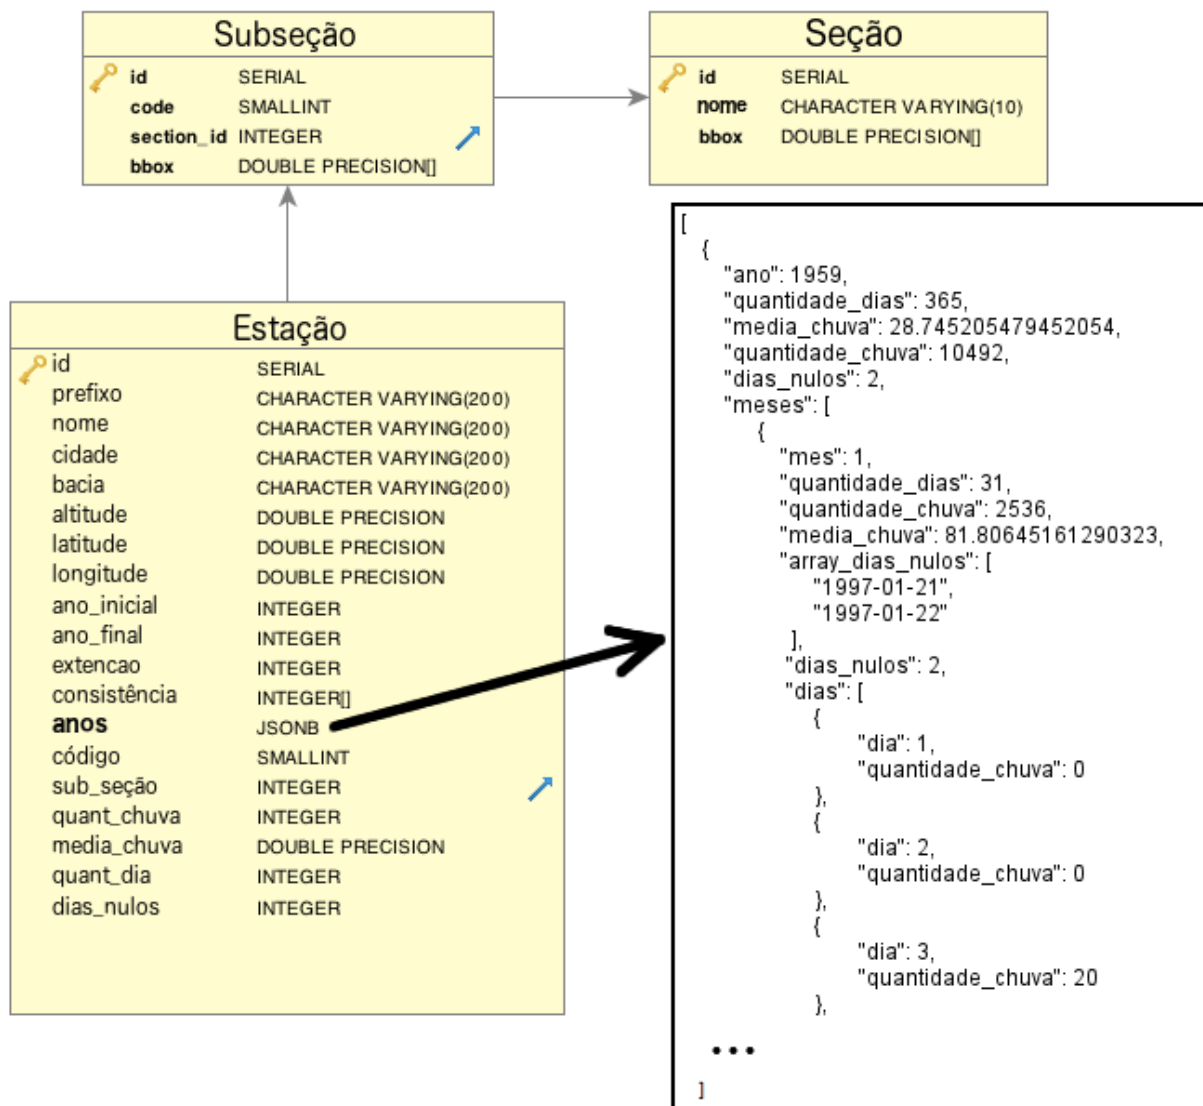 Subseção
id SERIAL
code SMALLINT
section_id INTEGER
bbox DOUBLE PRECISION[]
Seção
id SERIAL
nome CHARACTER VARYING(10)
bbox DOUBLE PRECISION[]
Estação
id SERIAL
prefixo CHARACTER VARYING(200)
nome CHARACTER VARYING(200)
cidade CHARACTER VARYING(200)
bacia CHARACTER VARYING(200)
altitude DOUBLE PRECISION
latitude DOUBLE PRECISION
longitude DOUBLE PRECISION
ano_inicial INTEGER
ano_final INTEGER
extencao INTEGER
consistência INTEGER[]
anos JSONB
código SMALLINT
sub_seção INTEGER
quant_chuva INTEGER
media_chuva DOUBLE PRECISION
quant_dia INTEGER
dias_nulos INTEGER
[
{
"ano": 1959,
"quantidade_dias": 365,
"media_chuva": 28.745205479452054,
"quantidade_chuva": 10492,
"dias_nulos": 2,
"meses": [
{
"mes": 1,
"quantidade_dias": 31,
"quantidade_chuva": 2536,
"media_chuva": 81.80645161290323,
"array_dias_nulos": [
"1997-01-21",
"1997-01-22"
],
"dias_nulos": 2,
"dias": [
{
"dia": 1,
"quantidade_chuva": 0
},
{
"dia": 2,
"quantidade_chuva": 0
},
{
"dia": 3,
"quantidade_chuva": 20
},
...
]